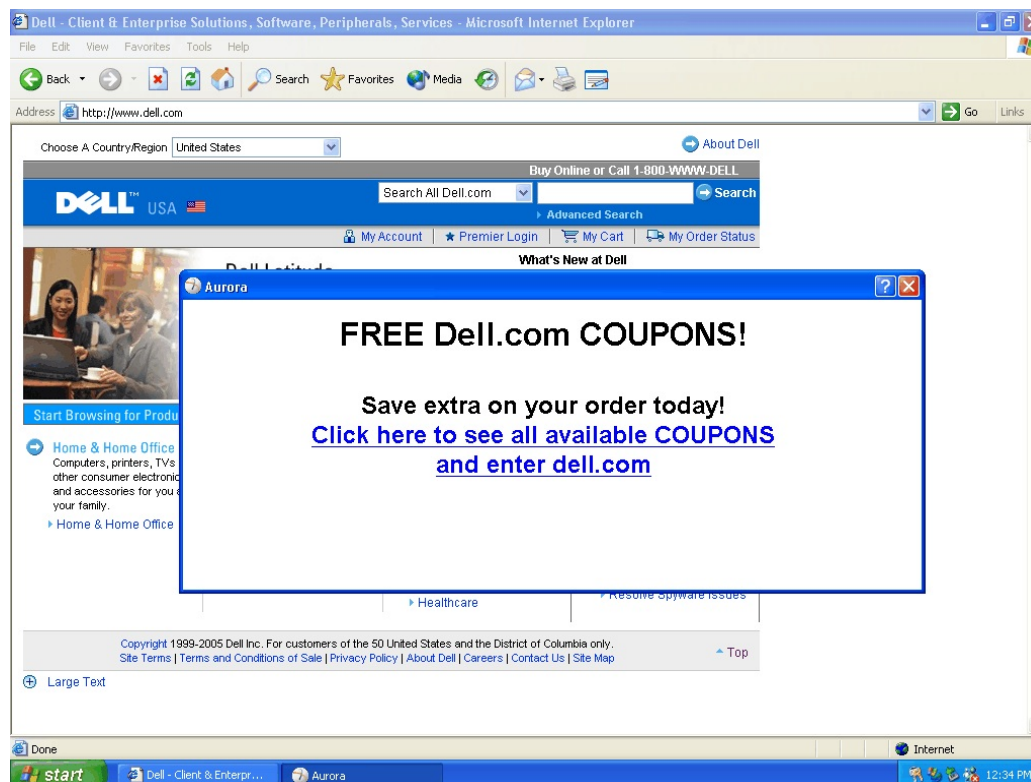 Dell - Client & Enterprise Solutions, Software, Peripherals, Services - Microsoft Internet Explorer
File Edit View Favorites Tools Help
Back Search Favorites Media
Address http://www.dell.com Go Links
Choose A Country/Region United States About Dell
Buy Online or Call 1-800-WWW-DELL
DELL™ USA Search All Dell.com Search
Advanced Search
My Account My Cart My Order Status Premier Login
What's New at Dell
Dell Latitude
Aurora
FREE Dell.com COUPONS!
Save extra on your order today!
Click here to see all available COUPONS
and enter dell.com
Start Browsing for
Home & Home Office
Computers, printers, TVs
other consumer
and accessories for you
your family.
Home & Home Office
Healthcare
Resolve Spyware Issues
Copyright 1999-2005 Dell Inc. For customers of the 50 United States and the District of Columbia only.
Site Terms | Terms and Conditions of Sale | Privacy Policy | About Dell | Careers | Contact Us | Site Map
Top
Large Text
Done Internet
start Dell - Client & Enterpr... Aurora 12:34 PM